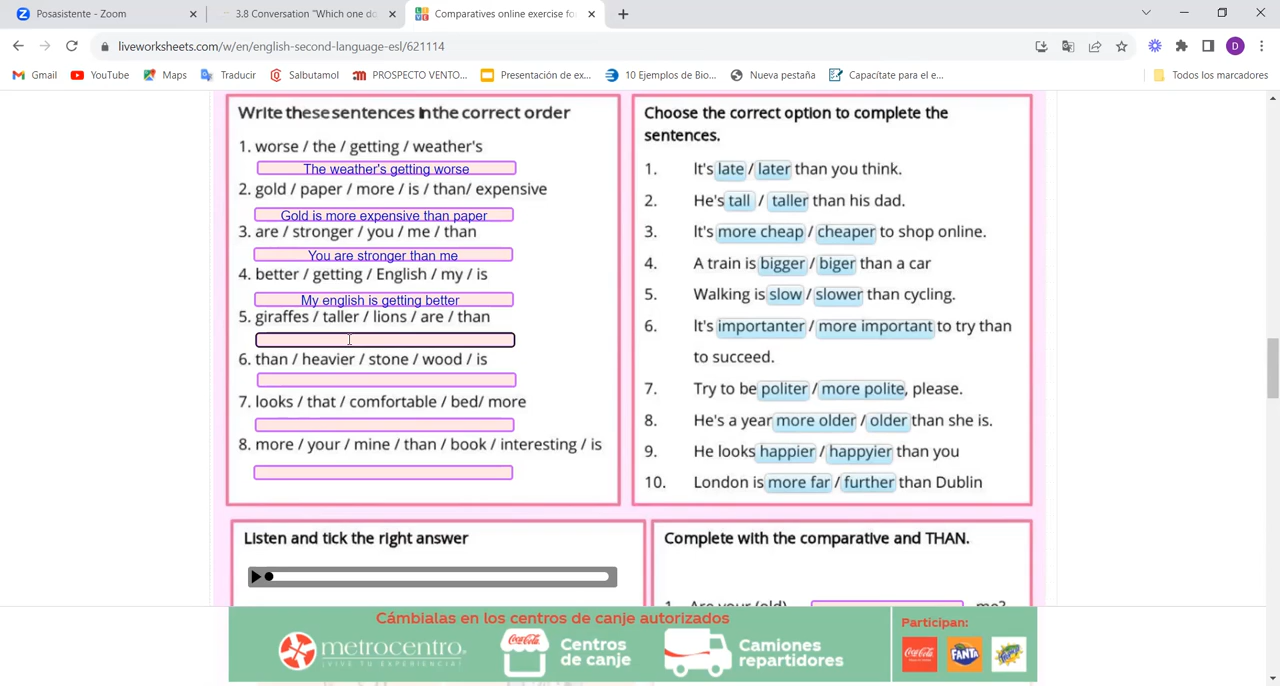 Posasistente - Zoom
3.8 Conversation "Which one do
Comparatives online exercise fo
liveworksheets.com/w/en/english-second-language-esl/621114
D
Gmail
YouTube
Maps
Traducir
Salbutamol
PROSPECTO VENTO...
Presentación de ex...
10 Ejemplos de Bio...
Nueva pestaña
Capacítate para el e...
Todos los marcadores
Write these sentences in the correct order
1. worse / the / getting / weather's
The weather's getting worse
2. gold / paper / more / is / than/ expensive
Gold is more expensive than paper
3. are / stronger / you / me / than
You are stronger than me
4. better / getting / English / my / is
My english is getting better
5. giraffes / taller / lions / are / than
6. than / heavier / stone / wood / is
7. looks / that / comfortable / bed/ more
8. more / your / mine / than / book / interesting / is
Choose the correct option to complete the
sentences.
1. It's late / later than you think.
2. He's tall / taller than his dad.
3. It's more cheap / cheaper to shop online.
4. A train is bigger / biger than a car
5. Walking is slow / slower than cycling.
6. It's importanter / more important to try than
to succeed.
7. Try to be politer / more polite, please.
8. He's a year more older / older than she is.
9. He looks happier / happyier than you
10. London is more far / further than Dublin
Listen and tick the right answer
Complete with the comparative and THAN.
1. Are your (old) me?
Cámbialas en los centros de canje autorizados
metrocentro
¡VIVE TU EXPERIENCIA!
Coca-Cola
Centros
de canje
Camiones
repartidores
Participan:
Coca-Cola
FANTA